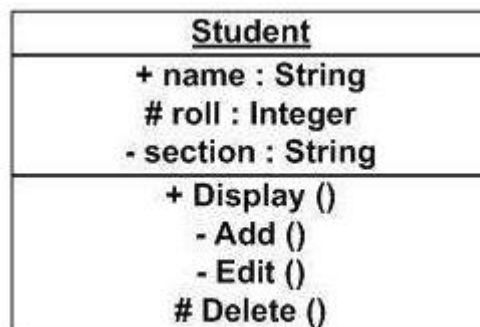 Student
+ name : String
# roll : Integer
- section : String
+ Display ()
- Add ()
- Edit ()
# Delete ()